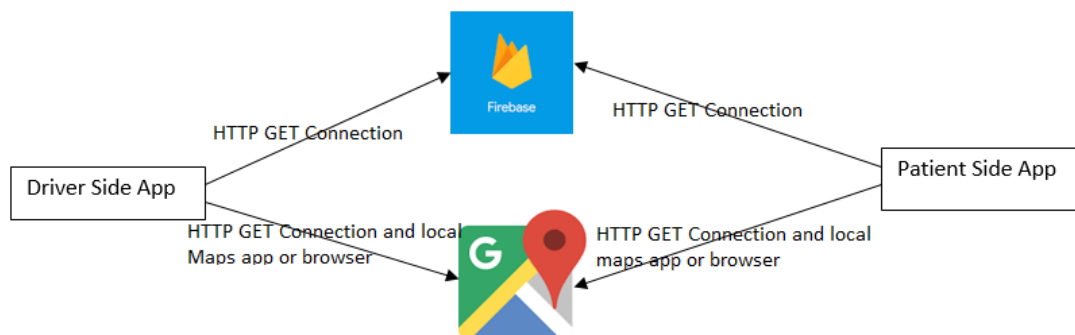 Firebase
HTTP GET Connection
HTTP GET Connection
Driver Side App
Patient Side App
HTTP GET Connection and local
Maps app or browser
G
HTTP GET Connection and local
maps app or browser